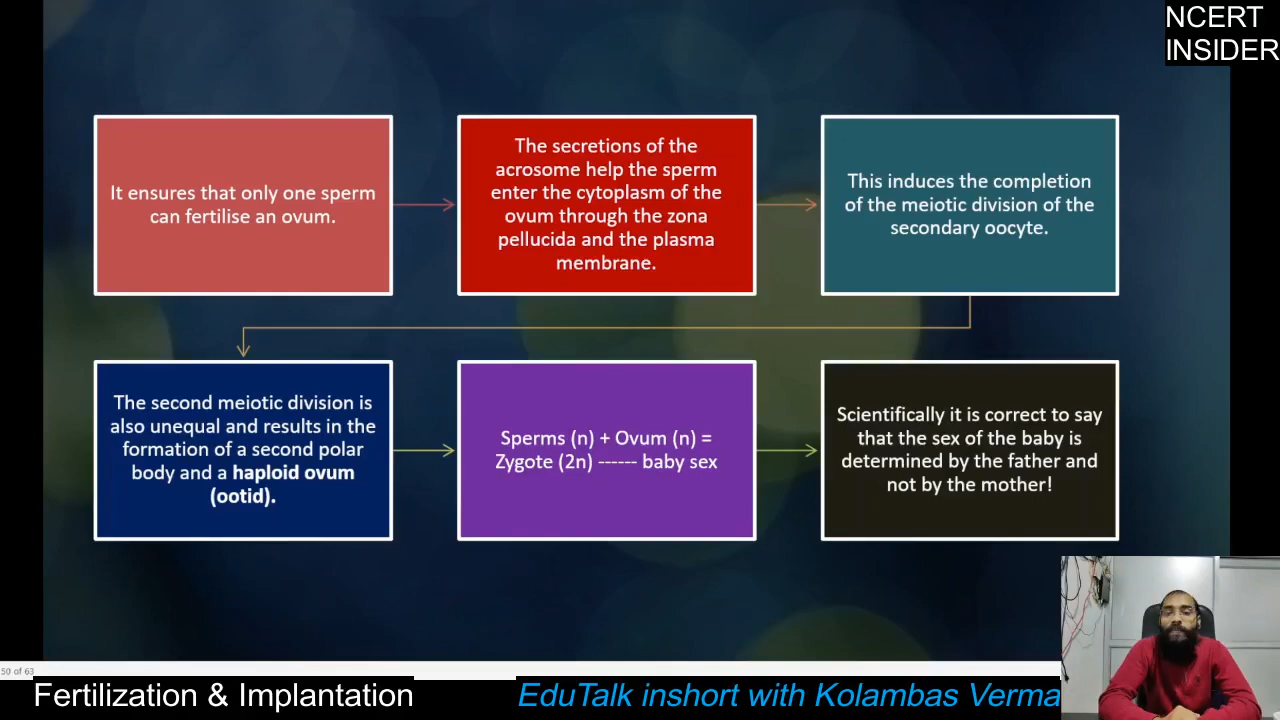 NCERT
INSIDER
It ensures that only one sperm
can fertilise an ovum.
The secretions of the
acrosome help the sperm
enter the cytoplasm of the
ovum through the zona
pellucida and the plasma
membrane.
This induces the completion
of the meiotic division of the
secondary oocyte.
The second meiotic division is
also unequal and results in the
formation of a second polar
body and a haploid ovum
(ootid).
Sperms (n) + Ovum (n) =
Zygote (2n) ------ baby sex
Scientifically it is correct to say
that the sex of the baby is
determined by the father and
not by the mother!
50 of 63
Fertilization & Implantation
EduTalk inshort with Kolambas Verma